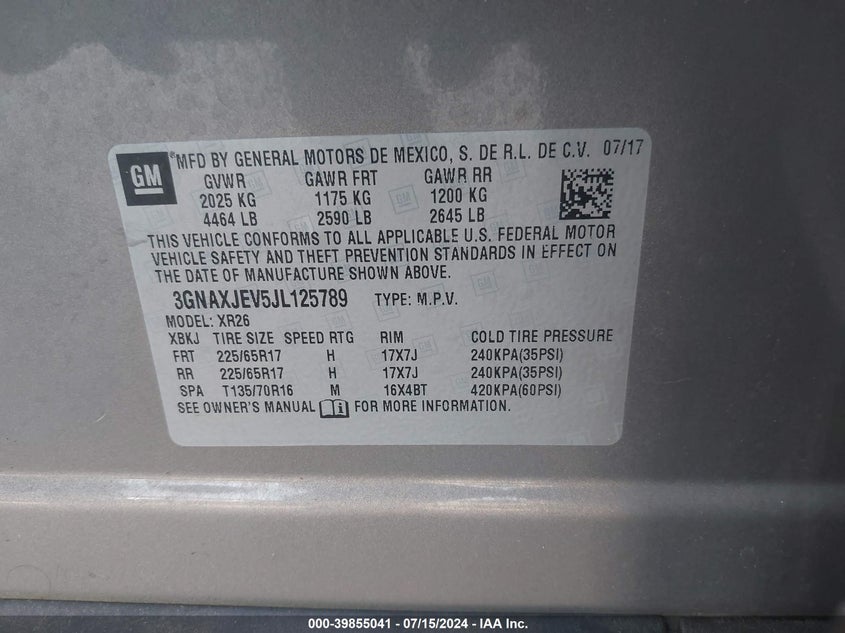 GM *MFD BY GENERAL MOTORS DE MEXICO, S. DE R.L. DE C.V. 07/17
GVWR GAWR FRT GAWR RR
2025 KG 1175 KG 1200 KG
4464 LB 2590 LB 2645 LB
THIS VEHICLE CONFORMS TO ALL APPLICABLE U.S. FEDERAL MOTOR
VEHICLE SAFETY AND THEFT PREVENTION STANDARDS IN EFFECT ON
THE DATE OF MANUFACTURE SHOWN ABOVE.
3GNAXJEV5JL125789 TYPE: M.P.V.
MODEL: XR26
XBKJ TIRE SIZE SPEED RTG RIM COLD TIRE PRESSURE
FRT 225/65R17 H 17X7J 240KPA(35PSI)
RR 225/65R17 H 17X7J 240KPA(35PSI)
SPA T135/70R16 M 16X4BT 420KPA(60PSI)
SEE OWNER'S MANUAL FOR MORE INFORMATION.
000-39855041 - 07/15/2024 - IAA Inc.